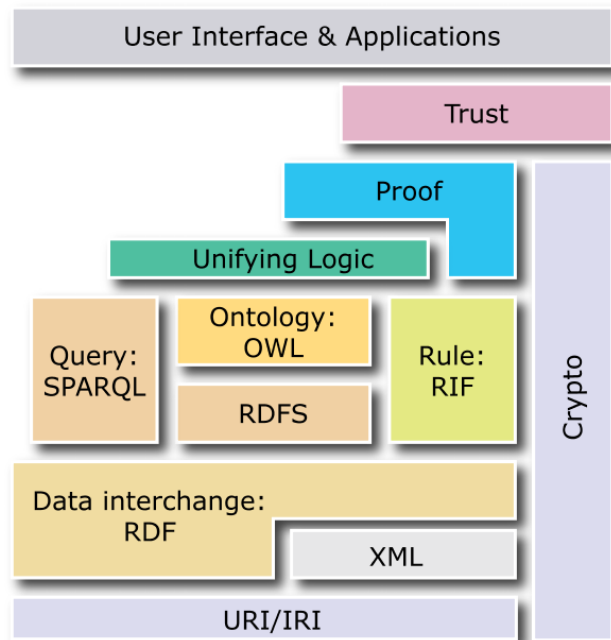 User Interface & Applications
Trust
Proof
Unifying Logic
Query:
SPARQL
Ontology:
OWL
RDFS
Rule:
RIF
Crypto
Data interchange:
RDF
XML
URI/IRI